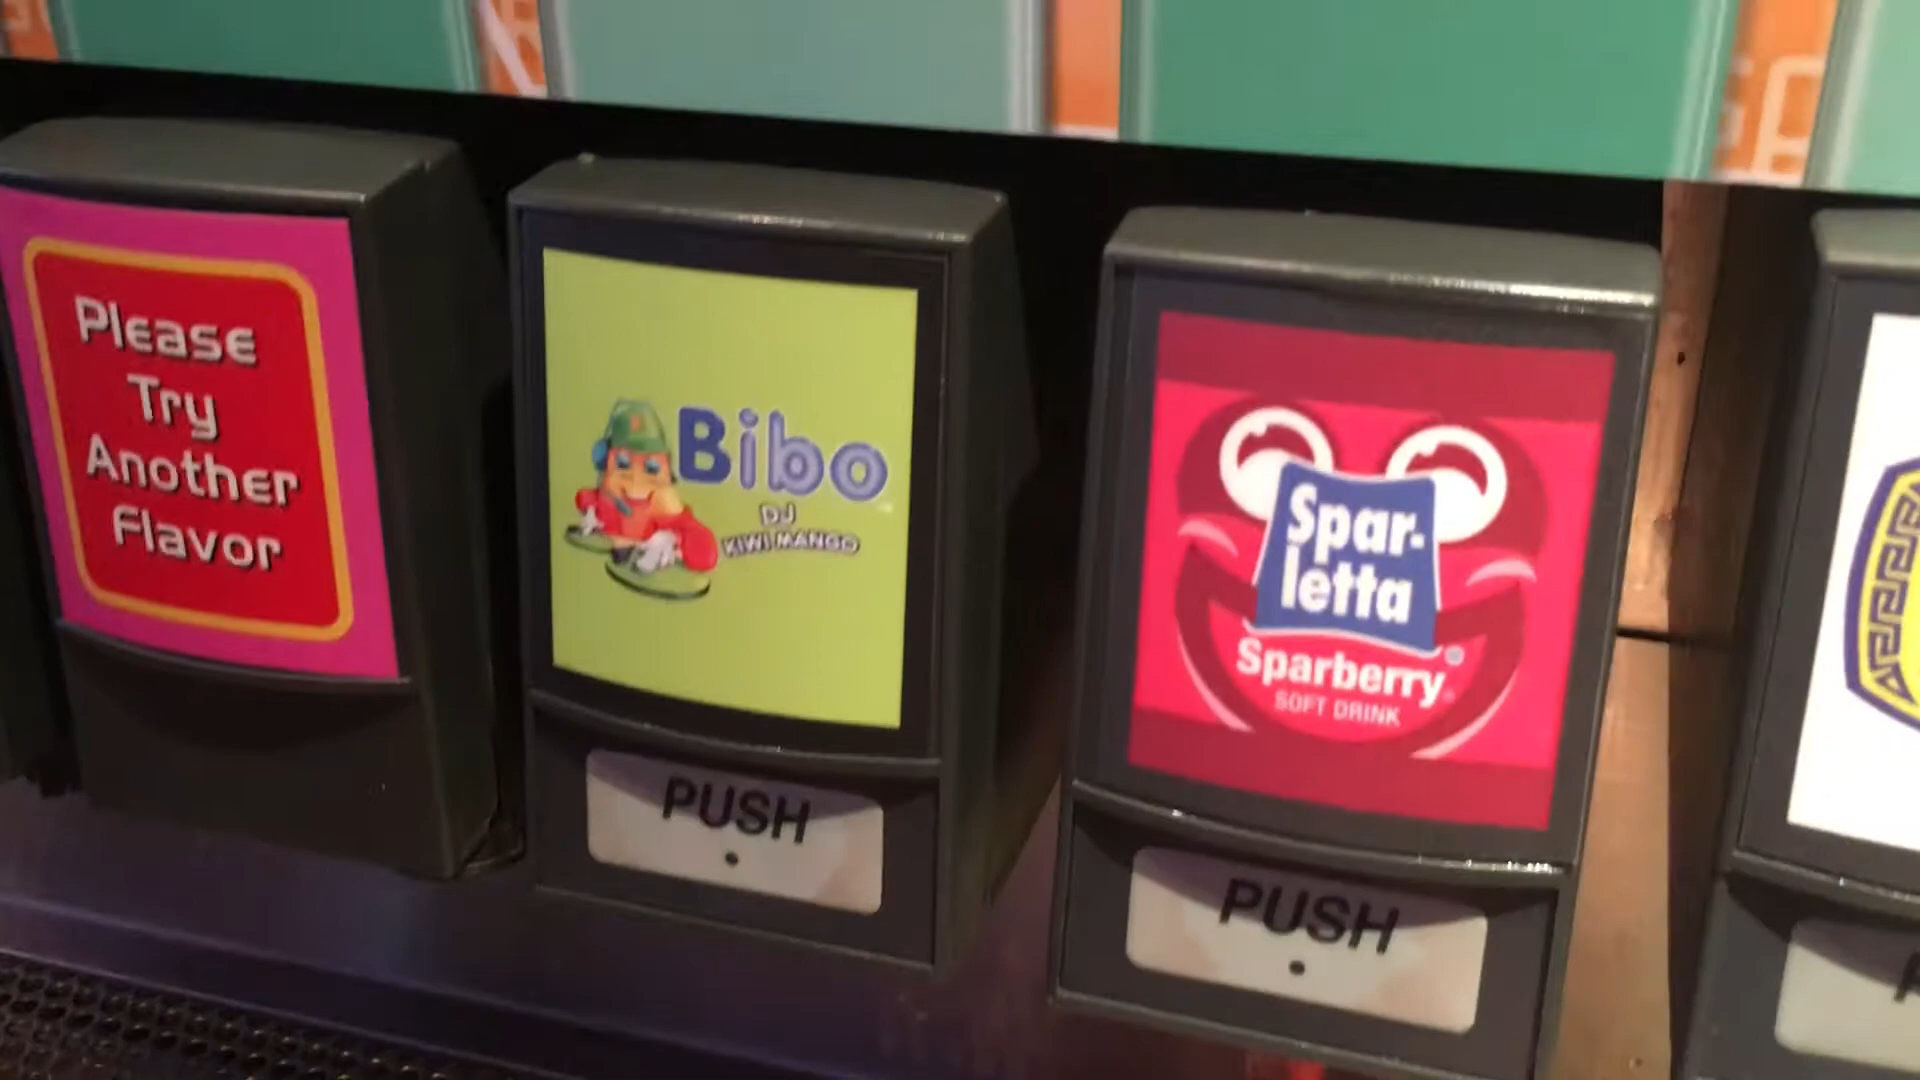 Please
Try
Another
Flavor
Bibo
DJ
KIWI MANGO
PUSH
Spar-
letta
Sparberry
SOFT DRINK
PUSH